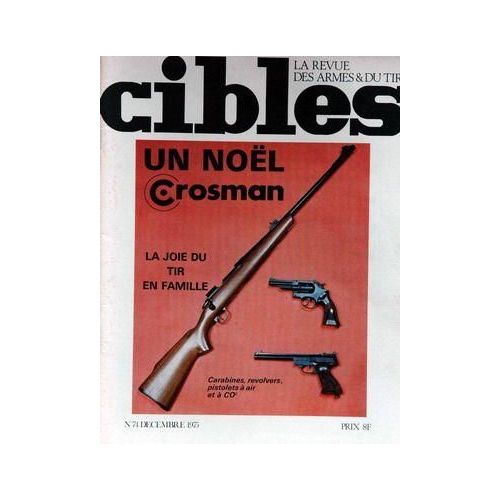 LA REVUE
DES ARMES & DU TIR
cibles
UN NOËL
Crosman
LA JOIE DU
TIR
EN FAMILLE
Carabines, revolvers,
pistolets à air
et à CO²
N 74 DECEMBRE 1975
PRIX 8F